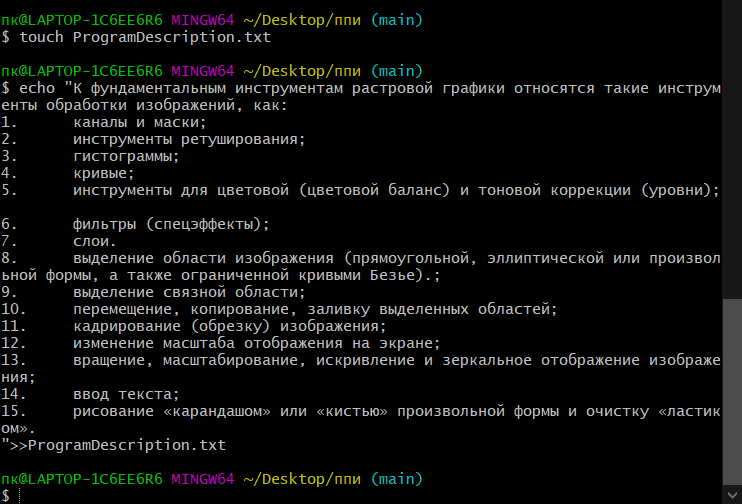 пк@LAPTOP-1C6EE6R6 MINGW64 ~/Desktop/ппи (main)
$ touch ProgramDescription.txt
пк@LAPTOP-1C6EE6R6 MINGW64 ~/Desktop/ппи (main)
$ echo "К фундаментальным инструментам растровой графики относятся такие инструм
енты обработки изображений, как:
1. каналы и маски;
2. инструменты ретуширования;
3. гистограммы;
4. кривые;
5. инструменты для цветовой (цветовой баланс) и тоновой коррекции (уровни);
6. фильтры (спецэффекты);
7. слои.
8. выделение области изображения (прямоугольной, эллиптической или произвол
ьной формы, а также ограниченной кривыми Безье).;
9. выделение связной области;
10. перемещение, копирование, заливку выделенных областей;
11. кадрирование (обрезку) изображения;
12. изменение масштаба отображения на экране;
13. вращение, масштабирование, искривление и зеркальное отображение изображе
ния;
14. ввод текста;
15. рисование «карандашом» или «кистью» произвольной формы и очистку «ластик
ом».
">>ProgramDescription.txt
пк@LAPTOP-1C6EE6R6 MINGW64 ~/Desktop/ппи (main)
$